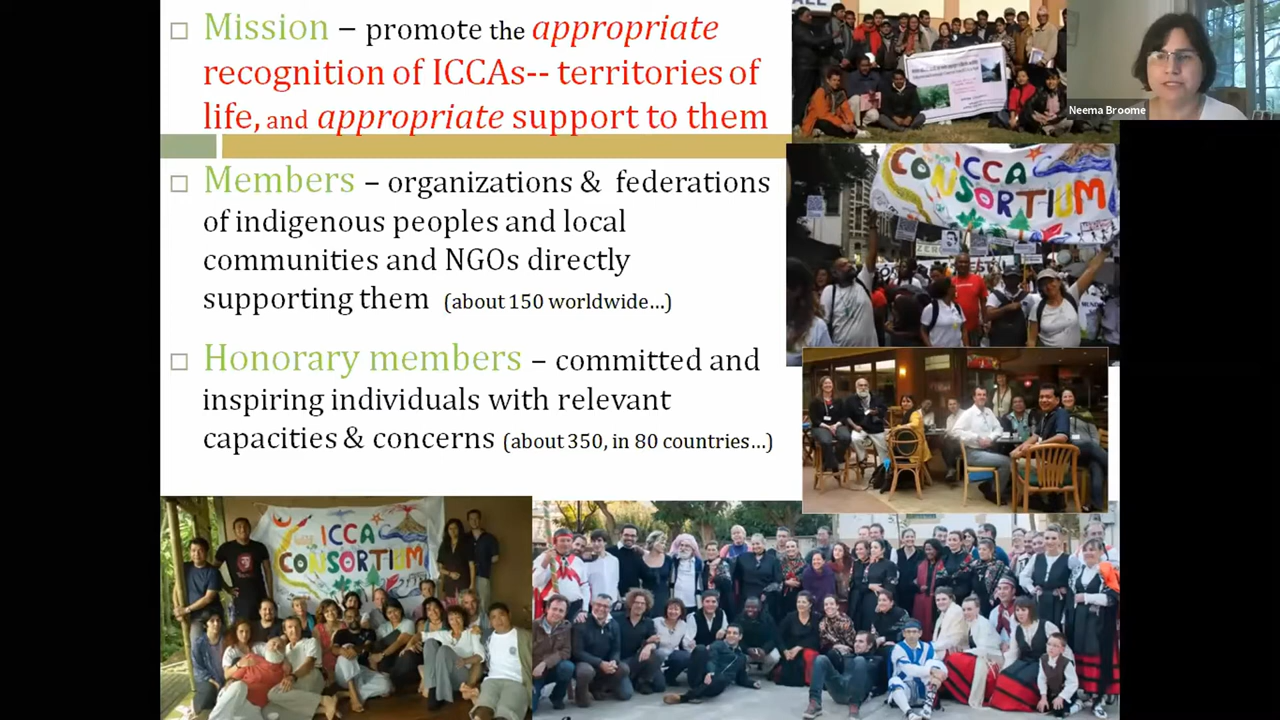 Mission – promote the appropriate
recognition of ICCAs-- territories of
life, and appropriate support to them
Members – organizations & federations
of indigenous peoples and local
communities and NGOs directly
supporting them (about 150 worldwide...)
Honorary members – committed and
inspiring individuals with relevant
capacities & concerns (about 350, in 80 countries...)
Neema Broome
ICCA
CONSORTIUM
ZERO
ICCA
CONSORTIUM